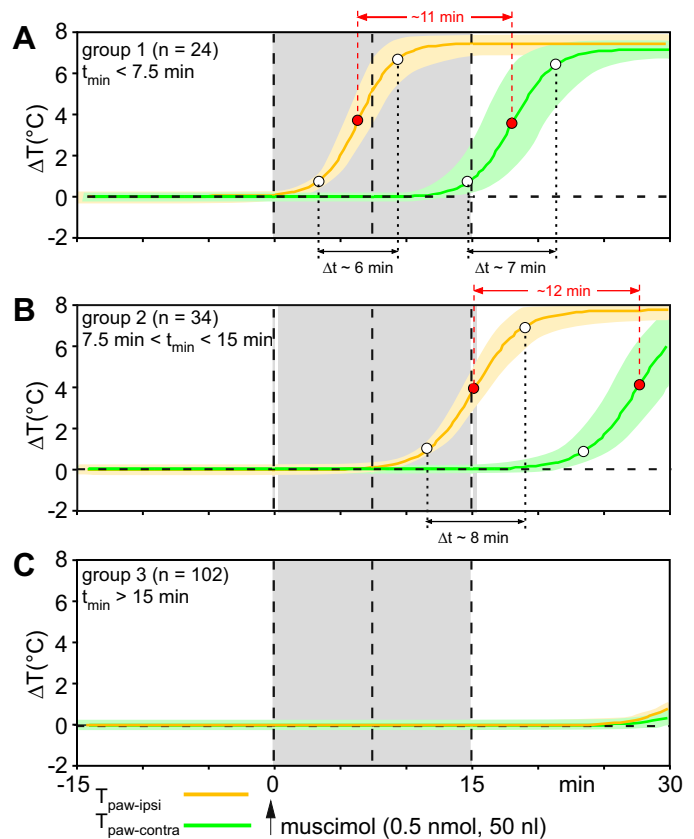 ~11 min
A
group 1 (n = 24)
t_min < 7.5 min
8
6
4
2
0
-2
ΔT(°C)
Δt ~ 6 min
Δt ~ 7 min
B
~12 min
group 2 (n = 34)
7.5 min < t_min < 15 min
8
6
4
2
0
-2
ΔT(°C)
Δt ~ 8 min
C
group 3 (n = 102)
t_min > 15 min
8
6
4
2
0
-2
ΔT(°C)
-15 0 15 min 30
T_paw-ipsi
T_paw-contra
muscimol (0.5 nmol, 50 nl)